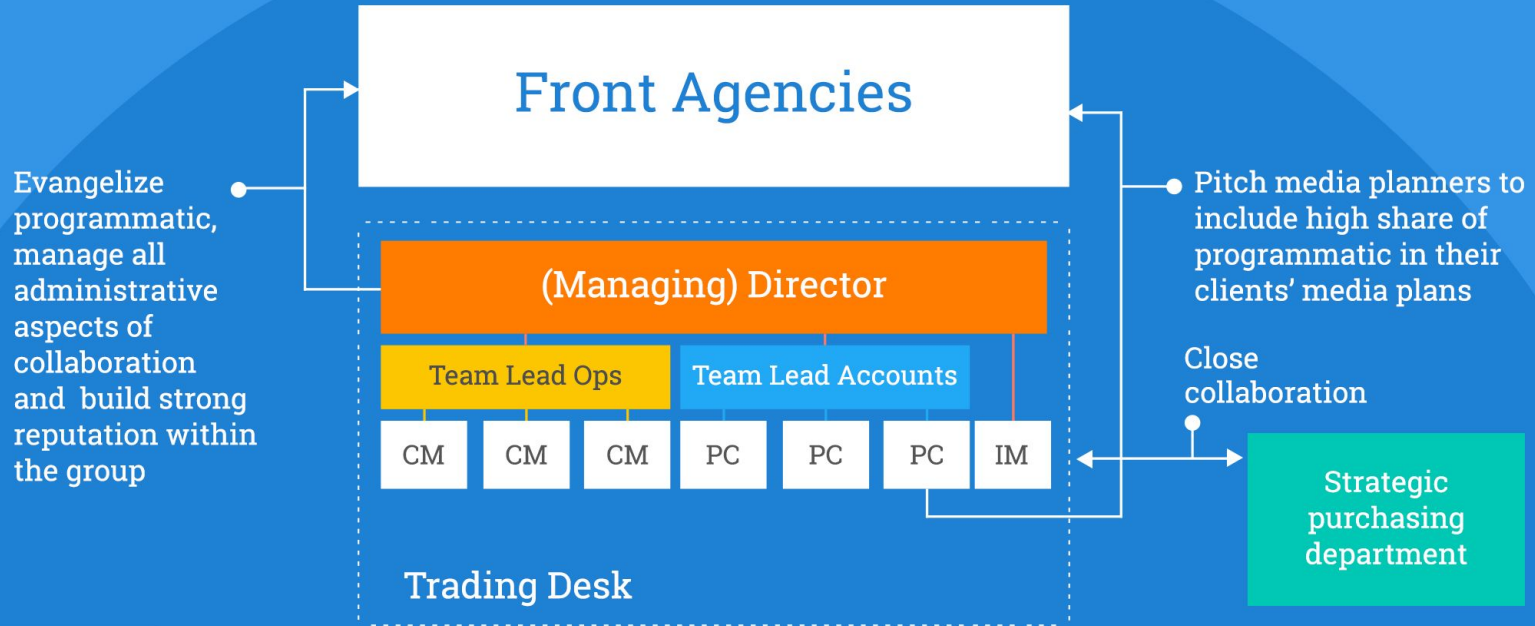 Front Agencies
Evangelize
programmatic,
manage all
administrative
aspects of
collaboration
and build strong
reputation within
the group
Pitch media planners to
include high share of
programmatic in their
clients’ media plans
(Managing) Director
Team Lead Ops
Team Lead Accounts
CM
CM
CM
PC
PC
PC
IM
Close
collaboration
Strategic
purchasing
department
Trading Desk